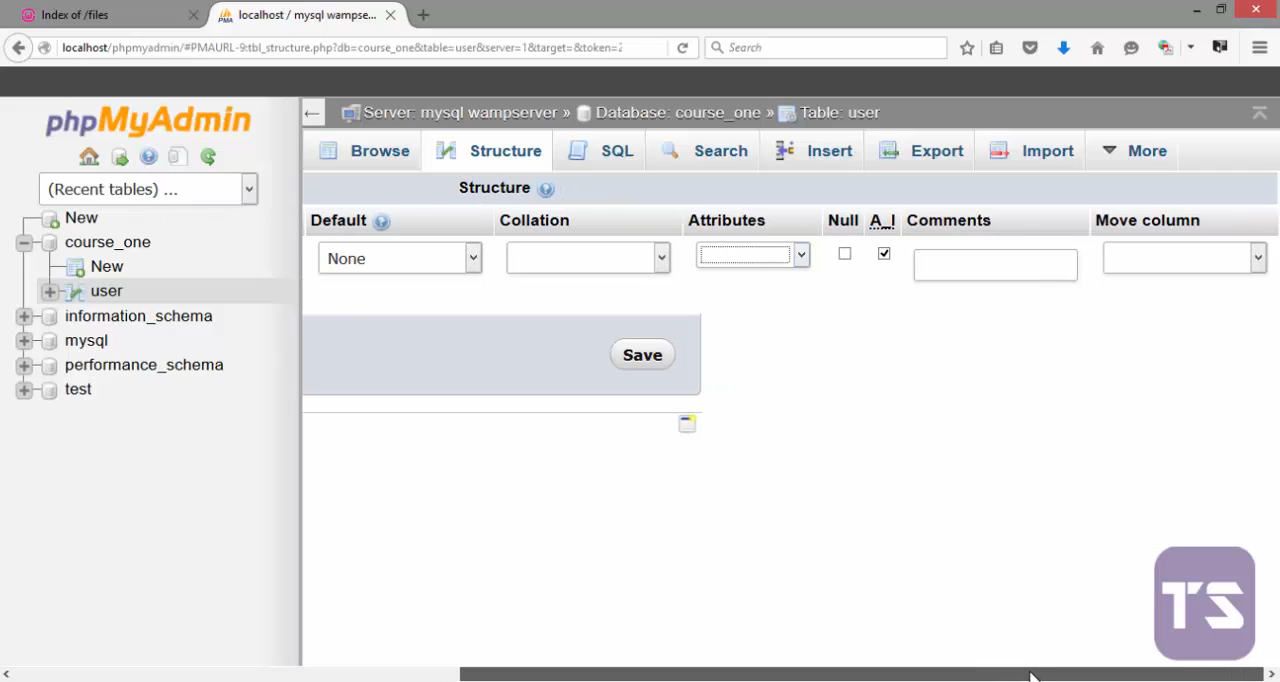 Index of /files
localhost / mysql wampse...
localhost/phpmyadmin/#PMAURL-9:tbl_structure.php?db=course_one&table=user&server=1&target=&token=2
Search
phpMyAdmin
Server: mysql wampserver » Database: course_one » Table: user
Browse Structure SQL Search Insert Export Import More
(Recent tables) ...
Structure
New
course_one
New
user
information_schema
mysql
performance_schema
test
Default Collation Attributes Null A_I Comments Move column
None
Save
TS